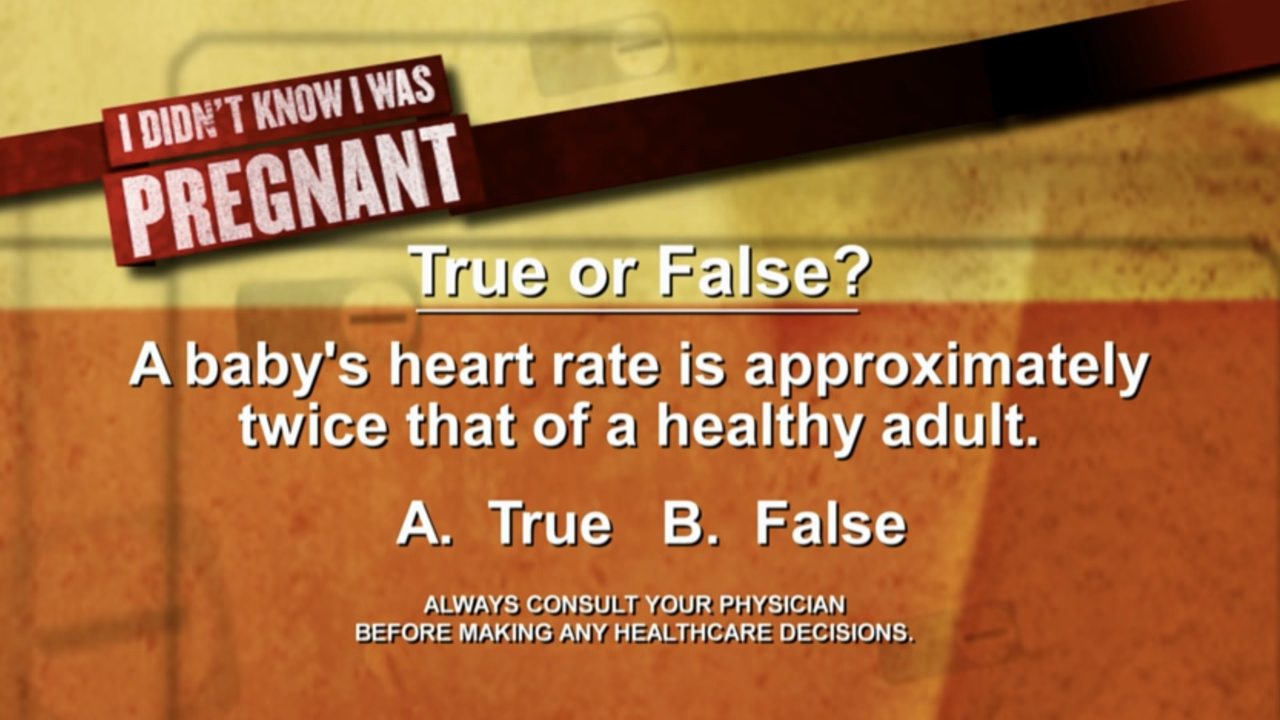 I DIDN'T KNOW I WAS
PREGNANT
True or False?
A baby's heart rate is approximately
twice that of a healthy adult.
A. True B. False
ALWAYS CONSULT YOUR PHYSICIAN
BEFORE MAKING ANY HEALTHCARE DECISIONS.